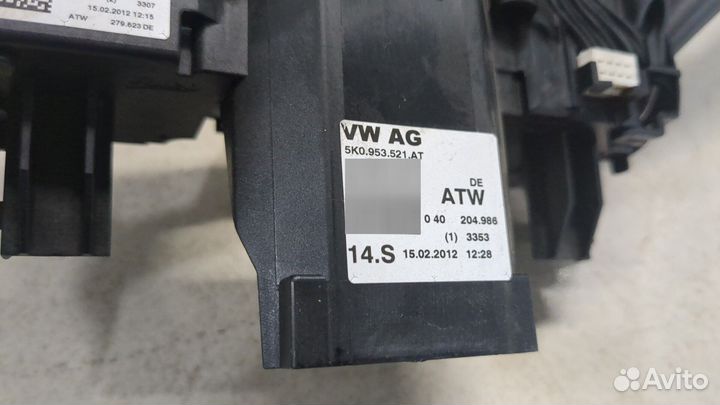 (x) 3307
15.02.2012 12:15
ATW 279.623 DE
VW AG
5K0.953.521.AT
DE
ATW
0 40 204.986
(1) 3353
14.S 15.02.2012 12:28
Avito